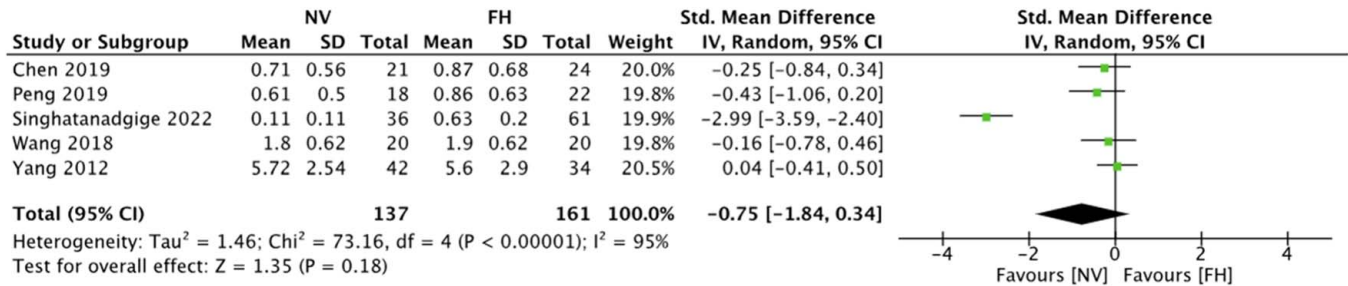 NV FH Std. Mean Difference Std. Mean Difference
Study or Subgroup Mean SD Total Mean SD Total Weight IV, Random, 95% CI IV, Random, 95% CI
Chen 2019 0.71 0.56 21 0.87 0.68 24 20.0% −0.25 [−0.84, 0.34]
Peng 2019 0.61 0.5 18 0.86 0.63 22 19.8% −0.43 [−1.06, 0.20]
Singhatanadgige 2022 0.11 0.11 36 0.63 0.2 61 19.9% −2.99 [−3.59, −2.40]
Wang 2018 1.8 0.62 20 1.9 0.62 20 19.8% −0.16 [−0.78, 0.46]
Yang 2012 5.72 2.54 42 5.6 2.9 34 20.5% 0.04 [−0.41, 0.50]
Total (95% CI) 137 161 100.0% −0.75 [−1.84, 0.34]
Heterogeneity: Tau² = 1.46; Chi² = 73.16, df = 4 (P < 0.00001); I² = 95%
Test for overall effect: Z = 1.35 (P = 0.18)
−4 −2 0 2 4
Favours [NV] Favours [FH]